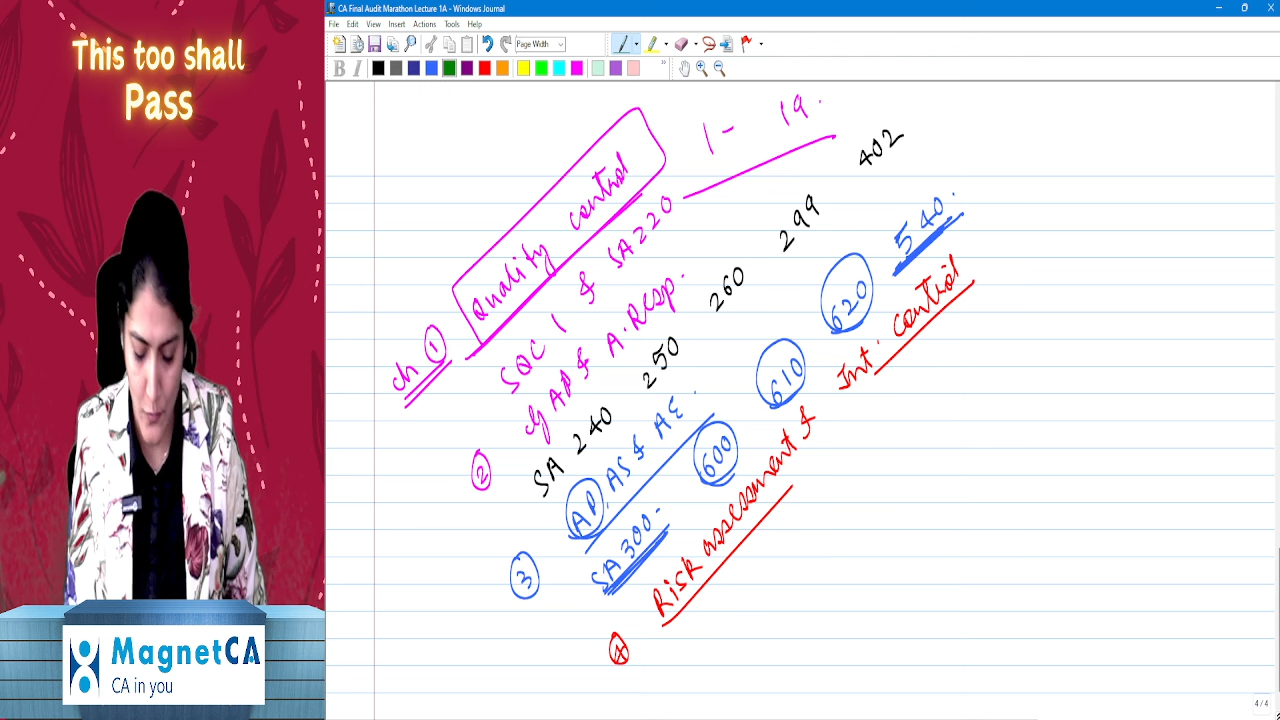 This too shall
Pass
CA Final Audit Marathon Lecture 1A - Windows Journal
File Edit View Insert Actions Tools Help
Page Width
B I
Ch 1 Quality control 1 - 19.
SQC 1 & SA220
2 AP & A. Resp.
SA 240 250 260 299 402
3 AP, AS & AE.
SA 300- 600 610 620 540.
4 Risk assessment & Int. control
MagnetCA
CA in you
4/4